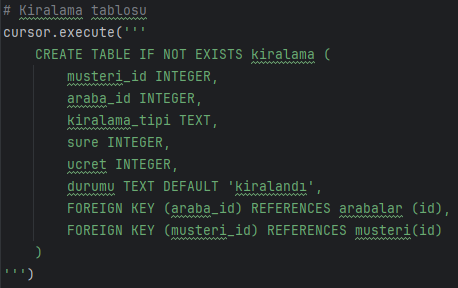 # Kiralama tablosu
cursor.execute('''
    CREATE TABLE IF NOT EXISTS kiralama (
        musteri_id INTEGER,
        araba_id INTEGER,
        kiralama_tipi TEXT,
        sure INTEGER,
        ucret INTEGER,
        durumu TEXT DEFAULT 'kiralandı',
        FOREIGN KEY (araba_id) REFERENCES arabalar (id),
        FOREIGN KEY (musteri_id) REFERENCES musteri(id)
    )
''')